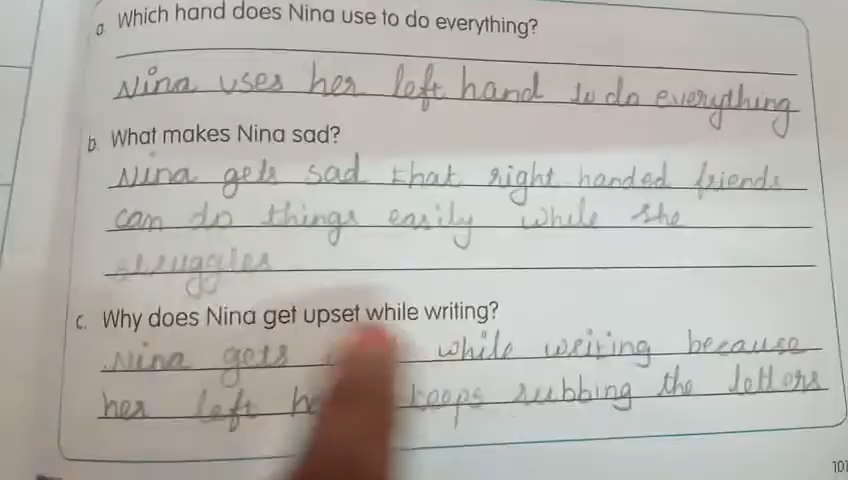 a. Which hand does Nina use to do everything?
Nina uses her left hand to do everything
b. What makes Nina sad?
Nina gets sad that right handed friends
can do things easily while she
struggles
c. Why does Nina get upset while writing?
Nina gets while writing because
her left keeps rubbing the letters
101